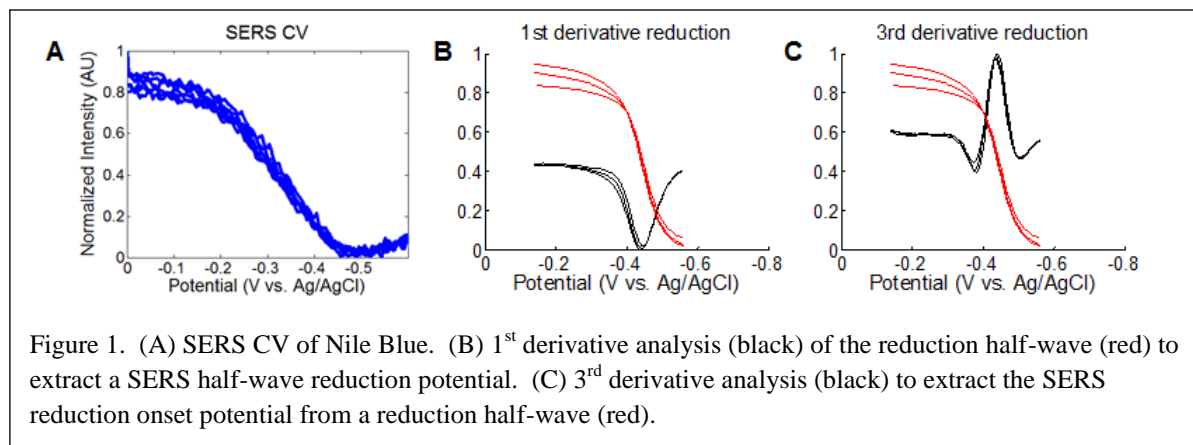 A
SERS CV
Normalized Intensity (AU)
1
0.8
0.6
0.4
0.2
0
0 -0.1 -0.2 -0.3 -0.4 -0.5
Potential (V vs. Ag/AgCl)
B
1st derivative reduction
1
0.8
0.6
0.4
0.2
0
0 -0.2 -0.4 -0.6 -0.8
Potential (V vs. Ag/AgCl)
C
3rd derivative reduction
1
0.8
0.6
0.4
0.2
0
0 -0.2 -0.4 -0.6 -0.8
Potential (V vs. Ag/AgCl)
Figure 1. (A) SERS CV of Nile Blue. (B) 1st derivative analysis (black) of the reduction half-wave (red) to
extract a SERS half-wave reduction potential. (C) 3rd derivative analysis (black) to extract the SERS
reduction onset potential from a reduction half-wave (red).